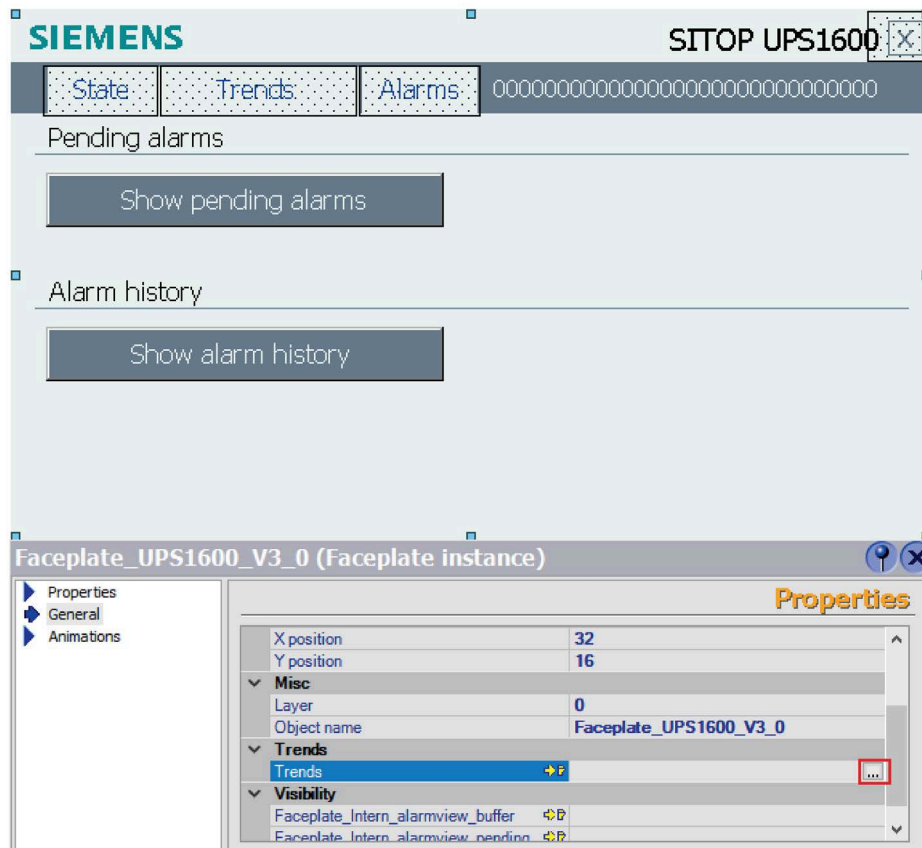 SIEMENS
SITOP UPS1600 X
State Trends Alarms 000000000000000000000000000000
Pending alarms
Show pending alarms
Alarm history
Show alarm history
Faceplate_UPS1600_V3_0 (Faceplate instance)
Properties
General
Animations
Properties
X position 32
Y position 16
Misc
Layer 0
Object name Faceplate_UPS1600_V3_0
Trends
Trends ...
Visibility
Faceplate_Intern_alarmview_buffer
Faceplate_Intern_alarmview_pending